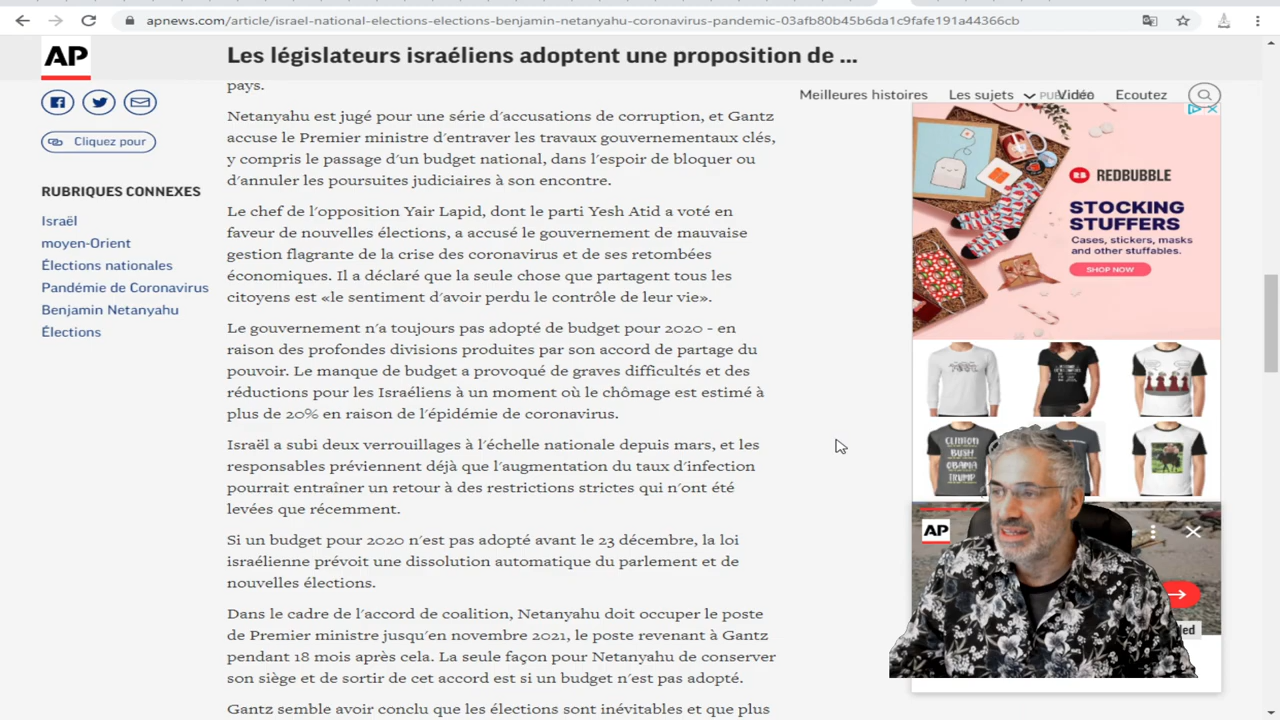 apnews.com/article/israel-national-elections-elections-benjamin-netanyahu-coronavirus-pandemic-03afb80b45b6da1c9fafe191a44366cb
AP
Les législateurs israéliens adoptent une proposition de ...
Meilleures histoires
Les sujets
Vidéo
Ecoutez
Cliquez pour
RUBRIQUES CONNEXES
Israël
moyen-Orient
Élections nationales
Pandémie de Coronavirus
Benjamin Netanyahu
Élections
pays.
Netanyahu est jugé pour une série d'accusations de corruption, et Gantz
accuse le Premier ministre d'entraver les travaux gouvernementaux clés,
y compris le passage d'un budget national, dans l'espoir de bloquer ou
d'annuler les poursuites judiciaires à son encontre.
Le chef de l'opposition Yair Lapid, dont le parti Yesh Atid a voté en
faveur de nouvelles élections, a accusé le gouvernement de mauvaise
gestion flagrante de la crise des coronavirus et de ses retombées
économiques. Il a déclaré que la seule chose que partagent tous les
citoyens est «le sentiment d'avoir perdu le contrôle de leur vie».
Le gouvernement n'a toujours pas adopté de budget pour 2020 - en
raison des profondes divisions produites par son accord de partage du
pouvoir. Le manque de budget a provoqué de graves difficultés et des
réductions pour les Israéliens à un moment où le chômage est estimé à
plus de 20% en raison de l'épidémie de coronavirus.
Israël a subi deux verrouillages à l'échelle nationale depuis mars, et les
responsables préviennent déjà que l'augmentation du taux d'infection
pourrait entraîner un retour à des restrictions strictes qui n'ont été
levées que récemment.
Si un budget pour 2020 n'est pas adopté avant le 23 décembre, la loi
israélienne prévoit une dissolution automatique du parlement et de
nouvelles élections.
Dans le cadre de l'accord de coalition, Netanyahu doit occuper le poste
de Premier ministre jusqu'en novembre 2021, le poste revenant à Gantz
pendant 18 mois après cela. La seule façon pour Netanyahu de conserver
son siège et de sortir de cet accord est si un budget n'est pas adopté.
Gantz semble avoir conclu que les élections sont inévitables et que plus
REDBUBBLE
STOCKING
STUFFERS
Cases, stickers, masks
and other stuffables.
SHOP NOW
CLINTON
BUSH
OBAMA
TRUMP
AP